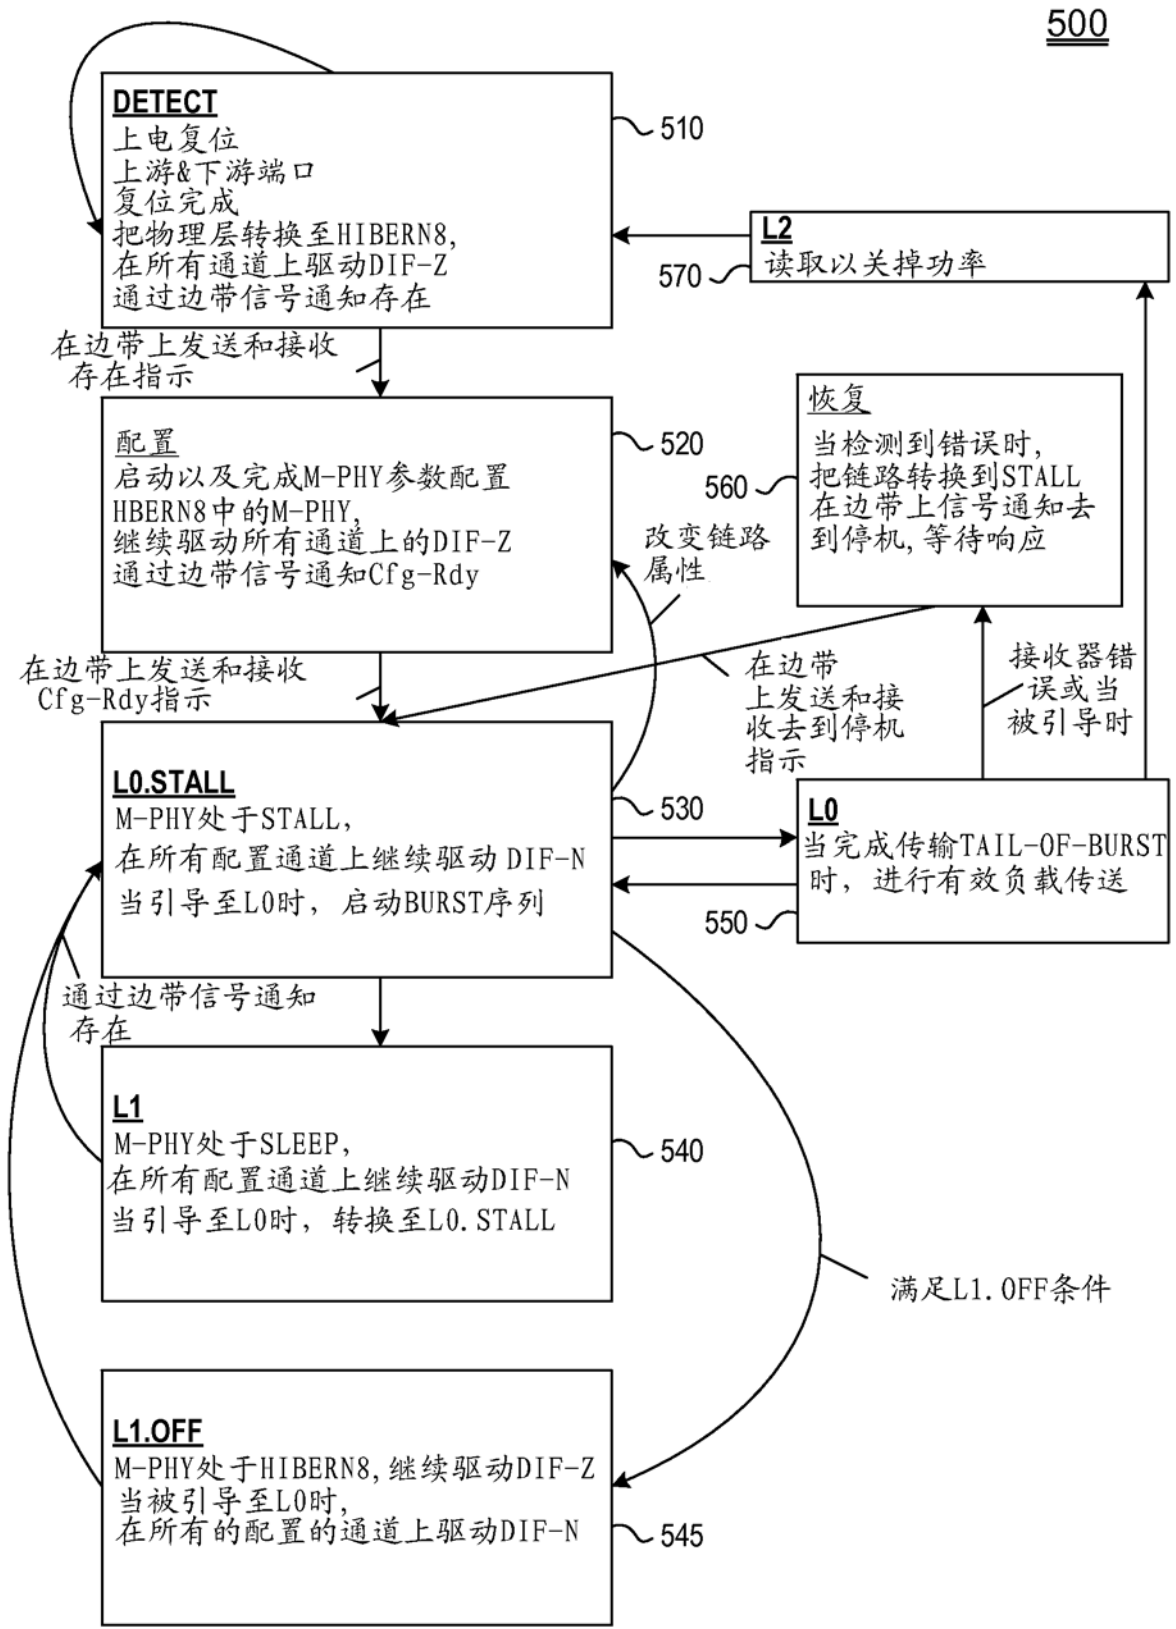 500
DETECT
上电复位
上游&下游端口
复位完成
把物理层转换至HIBERN8,
在所有通道上驱动DIF-Z
通过边带信号通知存在
510
L2
读取以关掉功率
570
在边带上发送和接收
存在指示
配置
启动以及完成M-PHY参数配置
HBERN8中的M-PHY,
继续驱动所有通道上的DIF-Z
通过边带信号通知Cfg-Rdy
520
恢复
当检测到错误时,
把链路转换到STALL
在边带上信号通知去
到停机,等待响应
560
改变链路
属性
在边带上发送和接收
Cfg-Rdy指示
在边带
上发送和接
收去到停机
指示
接收器错
误或当
被引导时
L0.STALL
M-PHY处于STALL,
在所有配置通道上继续驱动 DIF-N
当引导至L0时, 启动BURST序列
530
L0
当完成传输TAIL-OF-BURST
时, 进行有效负载传送
550
通过边带信号通知
存在
L1
M-PHY处于SLEEP,
在所有配置通道上继续驱动DIF-N
当引导至L0时, 转换至L0.STALL
540
满足L1.OFF条件
L1.OFF
M-PHY处于HIBERN8,继续驱动DIF-Z
当被引导至L0时,
在所有的配置的通道上驱动DIF-N
545